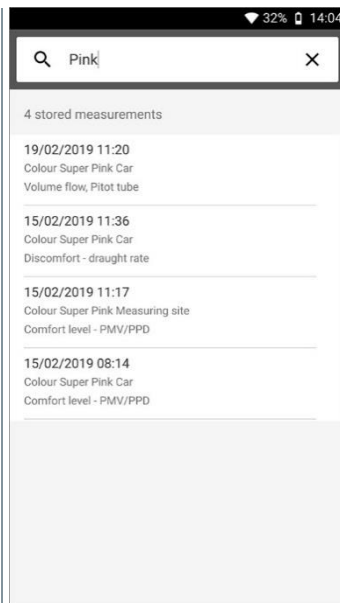 32% 14:04
Pink
4 stored measurements
19/02/2019 11:20
Colour Super Pink Car
Volume flow, Pitot tube
15/02/2019 11:36
Colour Super Pink Car
Discomfort - draught rate
15/02/2019 11:17
Colour Super Pink Measuring site
Comfort level - PMV/PPD
15/02/2019 08:14
Colour Super Pink Car
Comfort level - PMV/PPD